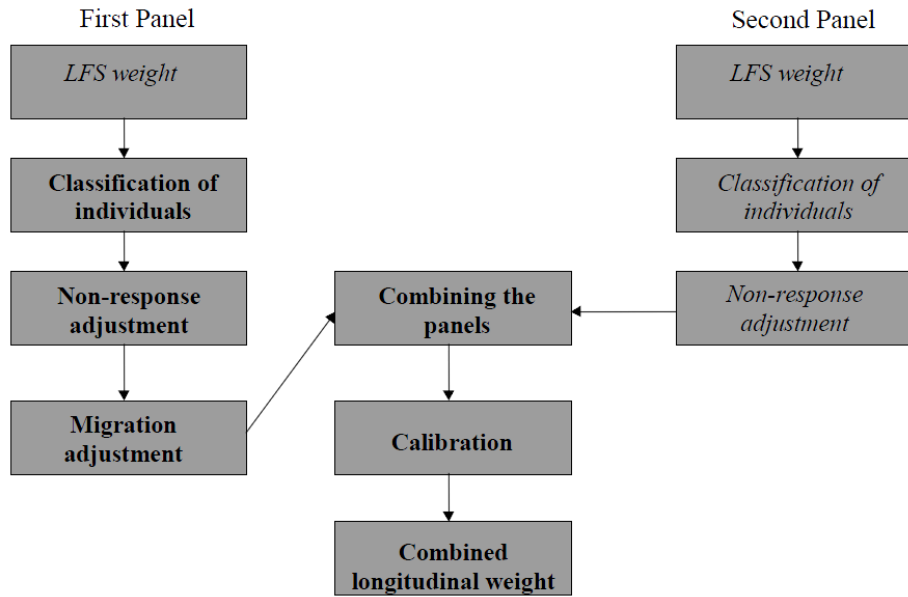 First Panel
Second Panel
LFS weight
LFS weight
Classification of
individuals
Classification of
individuals
Non-response
adjustment
Combining the
panels
Non-response
adjustment
Migration
adjustment
Calibration
Combined
longitudinal weight